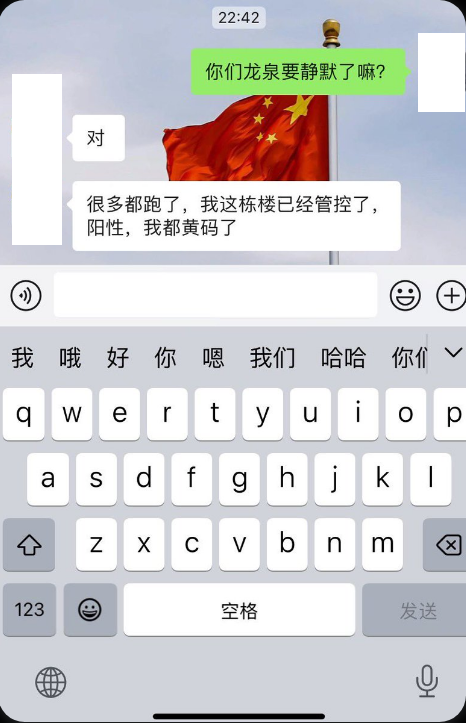 22:42
你们龙泉要静默了嘛?
对
很多都跑了，我这栋楼已经管控了，
阳性，我都黄码了
我 哦 好 你 嗯 我们 哈哈 你们
q w e r t y u i o p
a s d f g h j k l
z x c v b n m
123 空格 发送